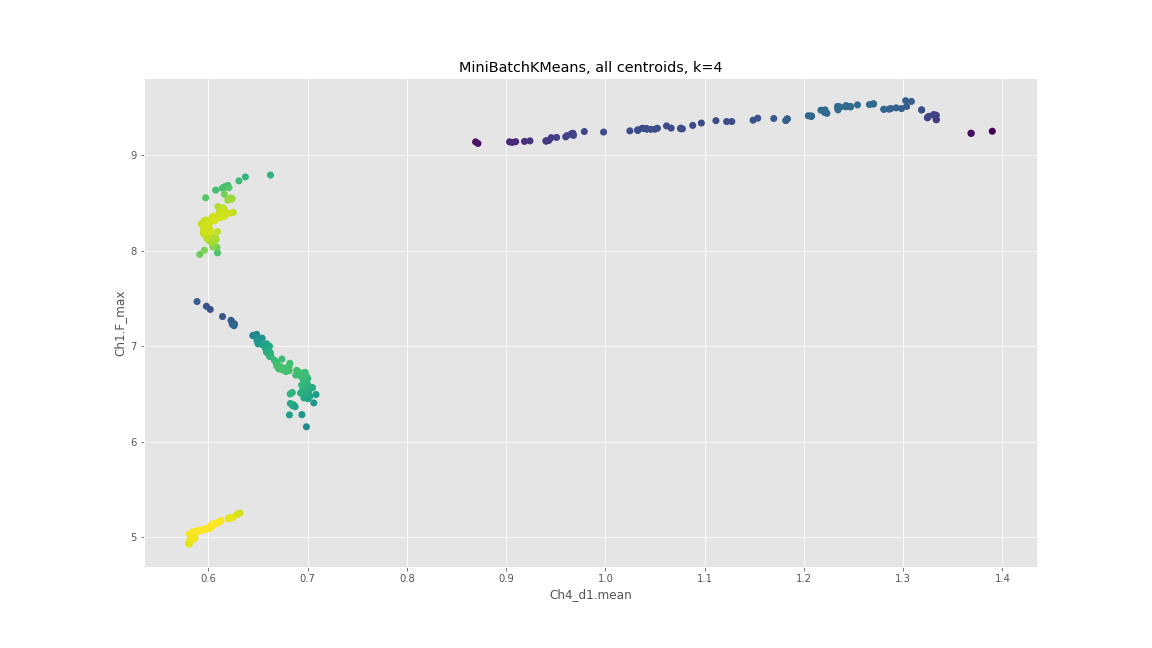 MiniBatchKMeans, all centroids, k=4
Ch1.F_max
9
8
7
6
5
0.6 0.7 0.8 0.9 1.0 1.1 1.2 1.3 1.4
Ch4_d1.mean